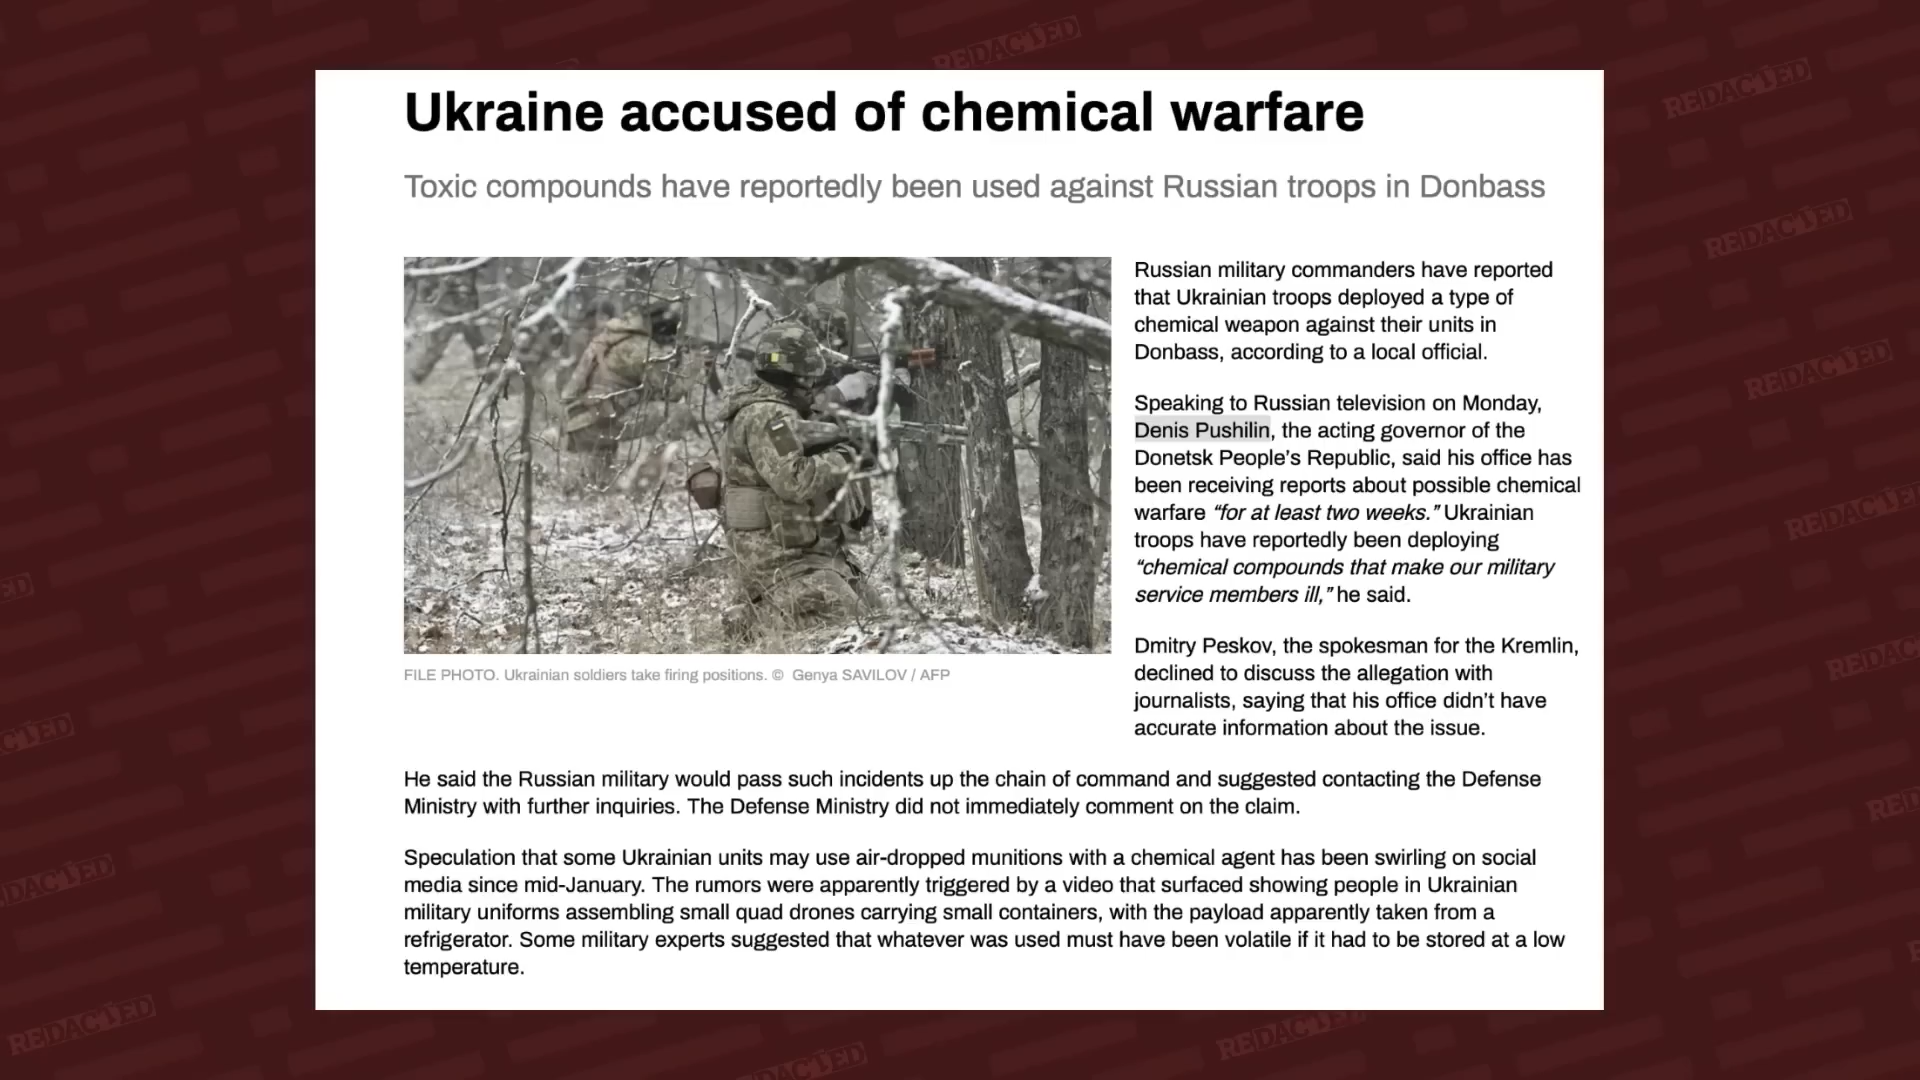 REDACTED
REDACTED
Ukraine accused of chemical warfare
Toxic compounds have reportedly been used against Russian troops in Donbass
Russian military commanders have reported
that Ukrainian troops deployed a type of
chemical weapon against their units in
Donbass, according to a local official.
Speaking to Russian television on Monday,
Denis Pushilin, the acting governor of the
Donetsk People’s Republic, said his office has
been receiving reports about possible chemical
warfare “for at least two weeks.” Ukrainian
troops have reportedly been deploying
“chemical compounds that make our military
service members ill,” he said.
Dmitry Peskov, the spokesman for the Kremlin,
declined to discuss the allegation with
journalists, saying that his office didn’t have
accurate information about the issue.
FILE PHOTO. Ukrainian soldiers take firing positions. © Genya SAVILOV / AFP
He said the Russian military would pass such incidents up the chain of command and suggested contacting the Defense
Ministry with further inquiries. The Defense Ministry did not immediately comment on the claim.
Speculation that some Ukrainian units may use air-dropped munitions with a chemical agent has been swirling on social
media since mid-January. The rumors were apparently triggered by a video that surfaced showing people in Ukrainian
military uniforms assembling small quad drones carrying small containers, with the payload apparently taken from a
refrigerator. Some military experts suggested that whatever was used must have been volatile if it had to be stored at a low
temperature.
REDACTED
REDACTED
REDACTED
REDACTED
REDACTED